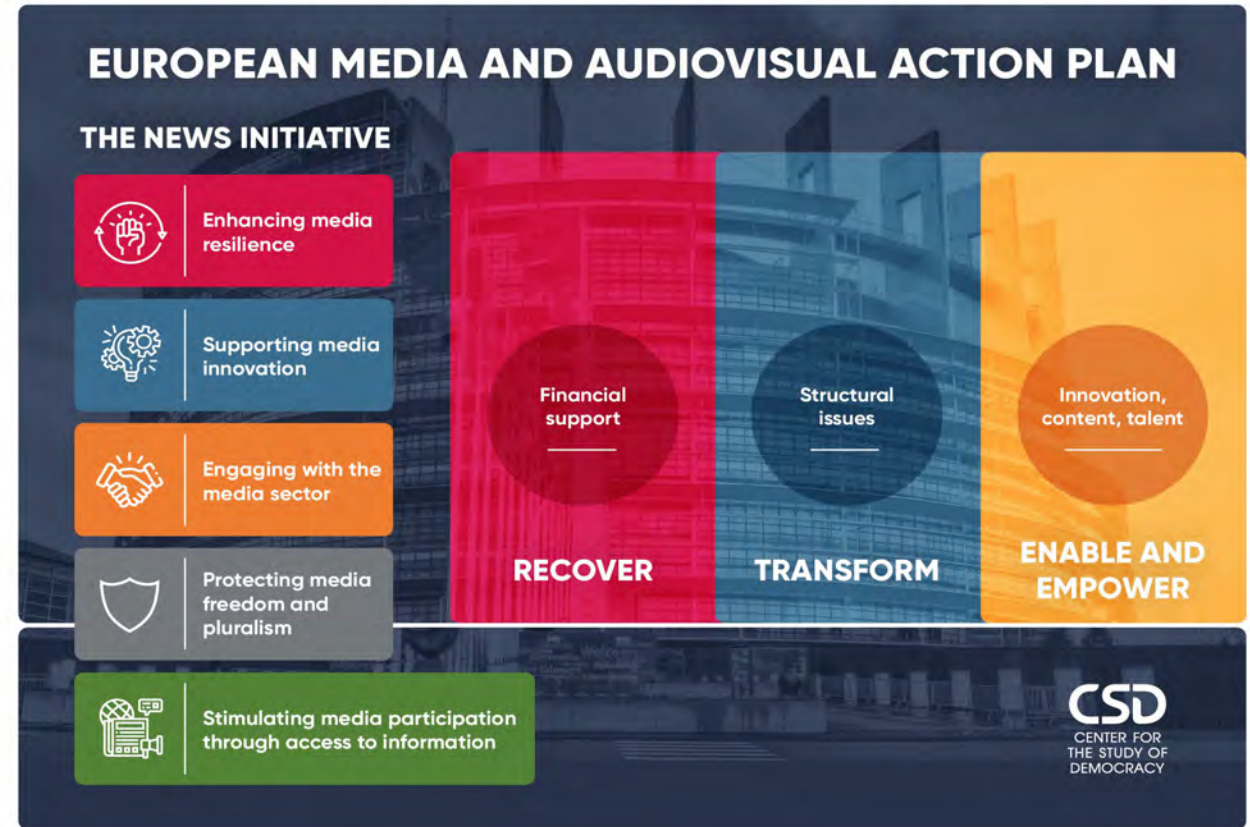 EUROPEAN MEDIA AND AUDIOVISUAL ACTION PLAN
THE NEWS INITIATIVE
Enhancing media
resilience
Supporting media
innovation
Engaging with the
media sector
Protecting media
freedom and
pluralism
Stimulating media participation
through access to information
Financial
support
RECOVER
Structural
issues
TRANSFORM
Innovation,
content, talent
ENABLE AND
EMPOWER
CSD
CENTER FOR
THE STUDY OF
DEMOCRACY